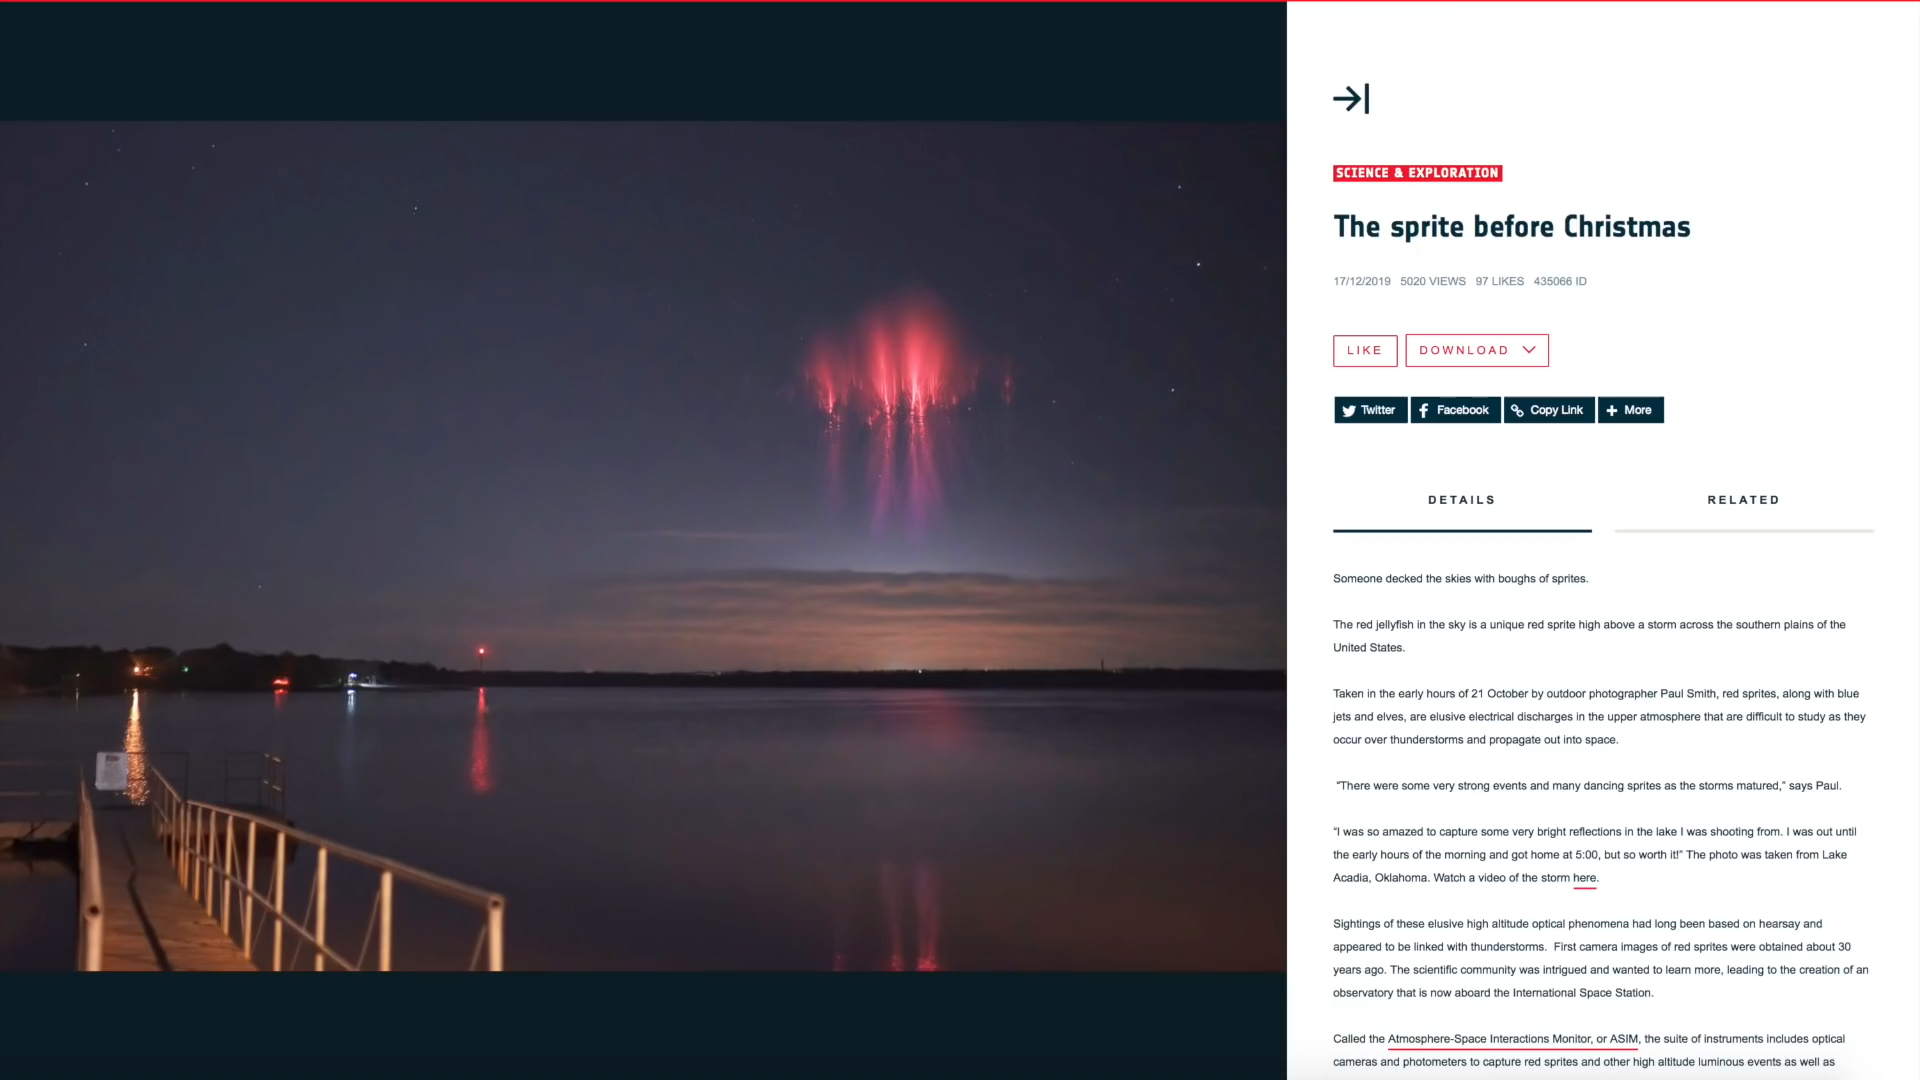 SCIENCE & EXPLORATION
The sprite before Christmas
17/12/2019 5020 VIEWS 97 LIKES 435066 ID
LIKE DOWNLOAD
Twitter Facebook Copy Link More
DETAILS RELATED
Someone decked the skies with boughs of sprites.
The red jellyfish in the sky is a unique red sprite high above a storm across the southern plains of the
United States.
Taken in the early hours of 21 October by outdoor photographer Paul Smith, red sprites, along with blue
jets and elves, are elusive electrical discharges in the upper atmosphere that are difficult to study as they
occur over thunderstorms and propagate out into space.
“There were some very strong events and many dancing sprites as the storms matured,” says Paul.
“I was so amazed to capture some very bright reflections in the lake I was shooting from. I was out until
the early hours of the morning and got home at 5:00, but so worth it!” The photo was taken from Lake
Acadia, Oklahoma. Watch a video of the storm here.
Sightings of these elusive high altitude optical phenomena had long been based on hearsay and
appeared to be linked with thunderstorms.  First camera images of red sprites were obtained about 30
years ago. The scientific community was intrigued and wanted to learn more, leading to the creation of an
observatory that is now aboard the International Space Station.
Called the Atmosphere-Space Interactions Monitor, or ASIM, the suite of instruments includes optical
cameras and photometers to capture red sprites and other high altitude luminous events as well as